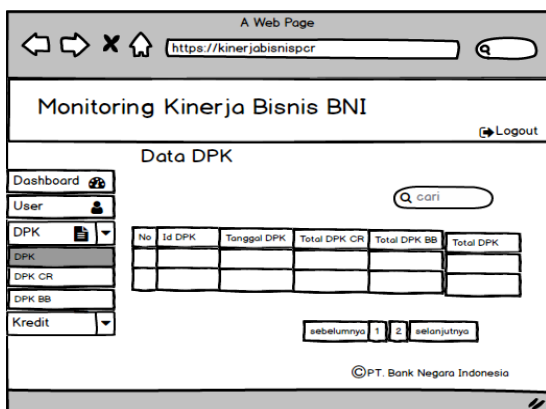 A Web Page
https://kinerjabisnispcr
Monitoring Kinerja Bisnis BNI
Logout
Data DPK
Dashboard
cari
User
DPK
DPK
DPK CR
DPK BB
Kredit
No Id DPK Tanggal DPK Total DPK CR Total DPK BB Total DPK
sebelumnya 1 2 selanjutnya
©PT. Bank Negara Indonesia